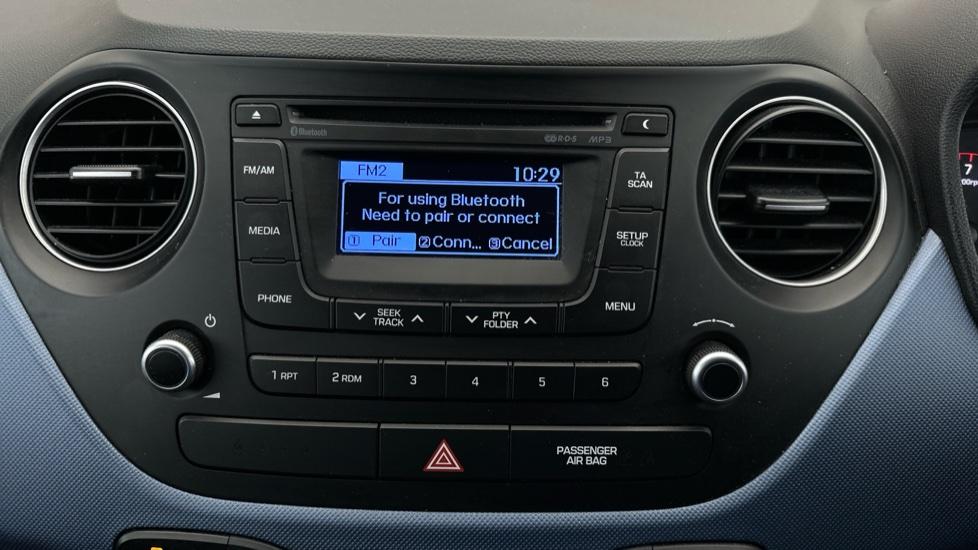 Bluetooth
R·D·S MP3
FM/AM
FM2 10:29
TA
SCAN
For using Bluetooth
Need to pair or connect
1 Pair 2 Conn... 3 Cancel
MEDIA
SETUP
CLOCK
PHONE
SEEK
TRACK
PTY
FOLDER
MENU
1 RPT
2 RDM
3
4
5
6
PASSENGER
AIR BAG
7